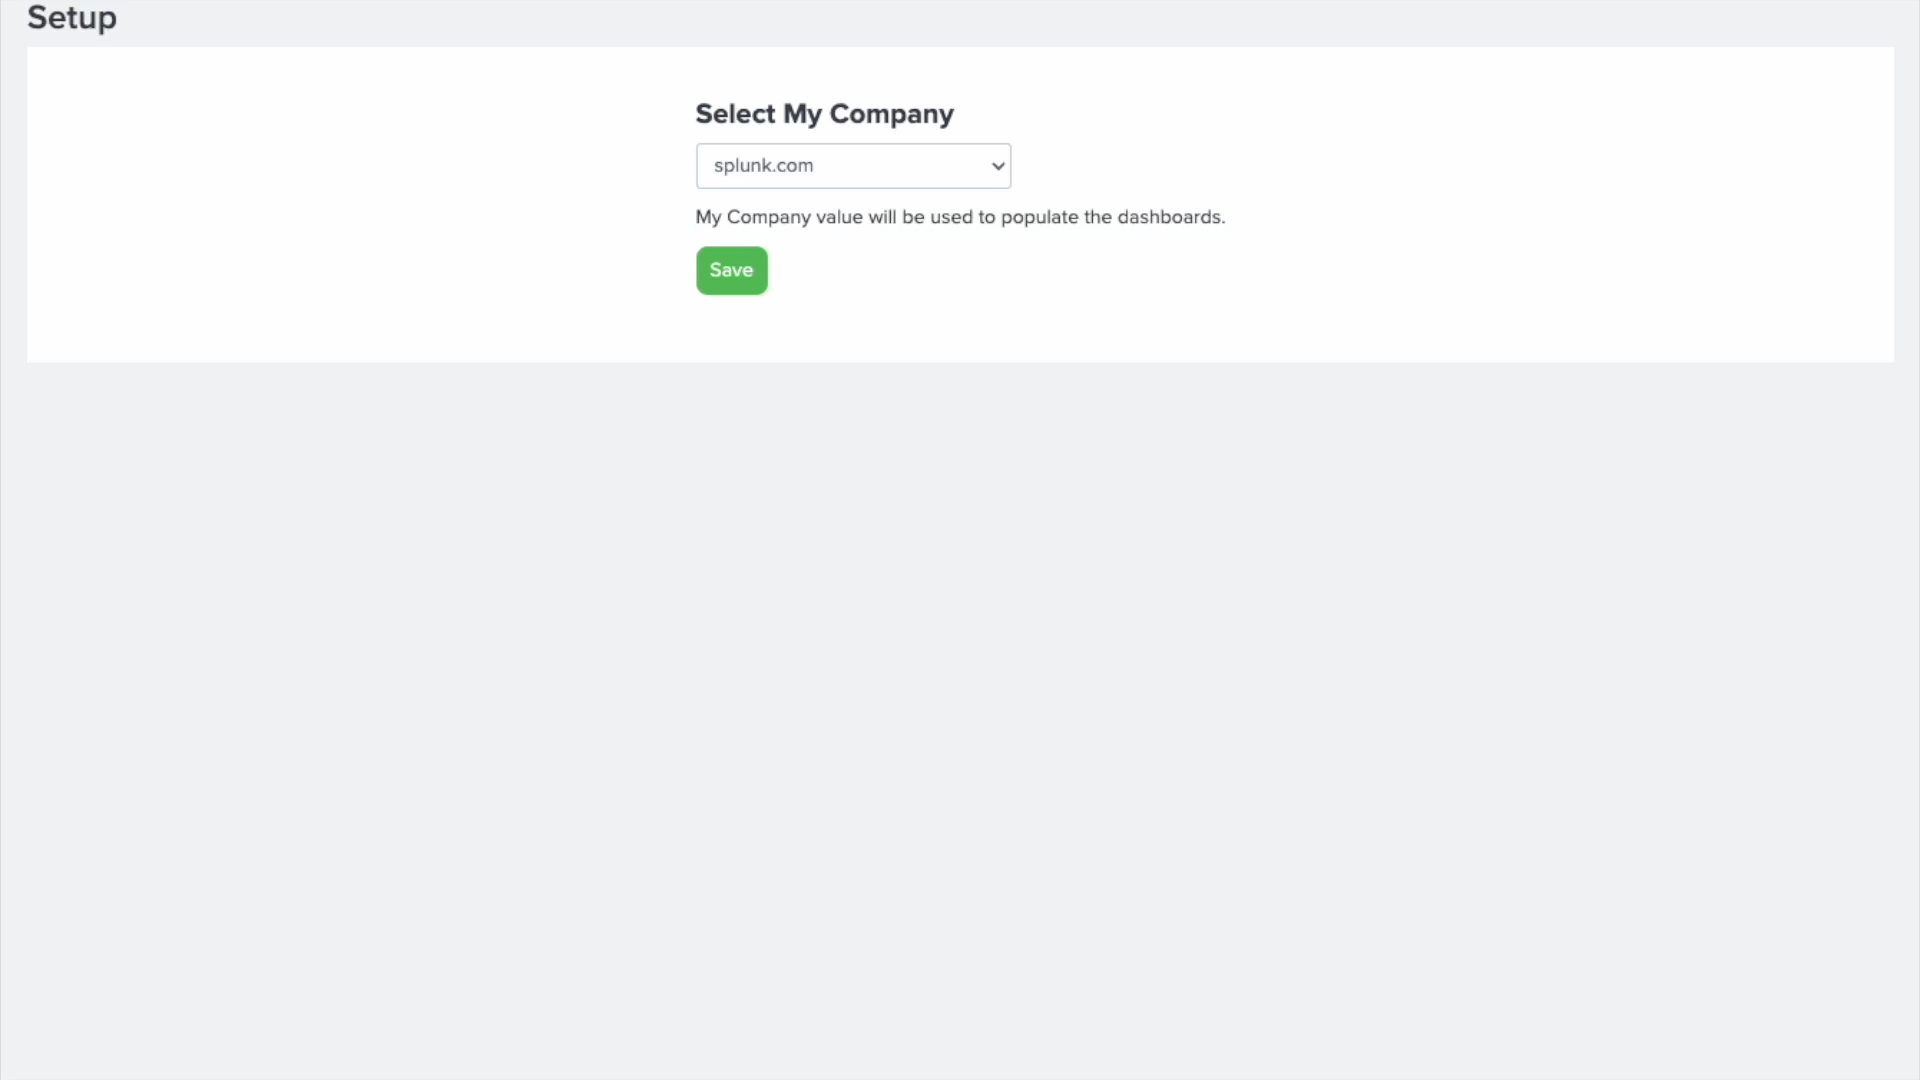 Setup
Select My Company
splunk.com
My Company value will be used to populate the dashboards.
Save